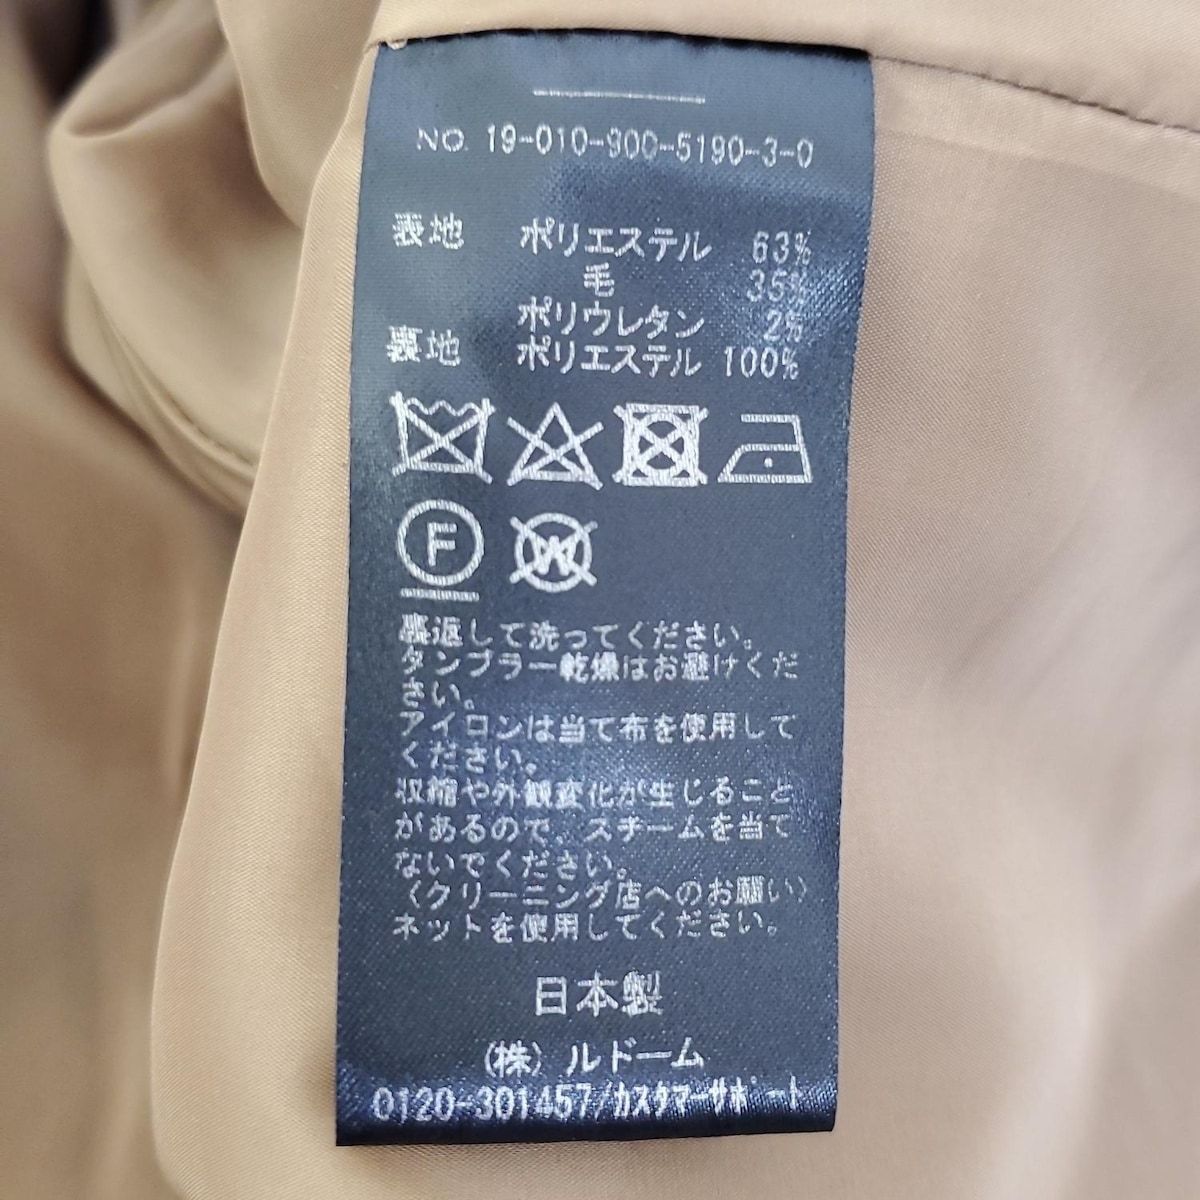 NO. 19-010-900-5190-3-0
表地 ポリエステル 63%
毛 35%
ポリウレタン 2%
裏地 ポリエステル 100%
F
W
裏返して洗ってください。
タンブラー乾燥はお避けくだ
さい。
アイロンは当て布を使用して
ください。
収縮や外観変化が生じること
があるので スチームを当て
ないでください。
〈クリーニング店へのお願い〉
ネットを使用してください。
日本製
(株) ルドーム
0120-301457/カスタマーサポート